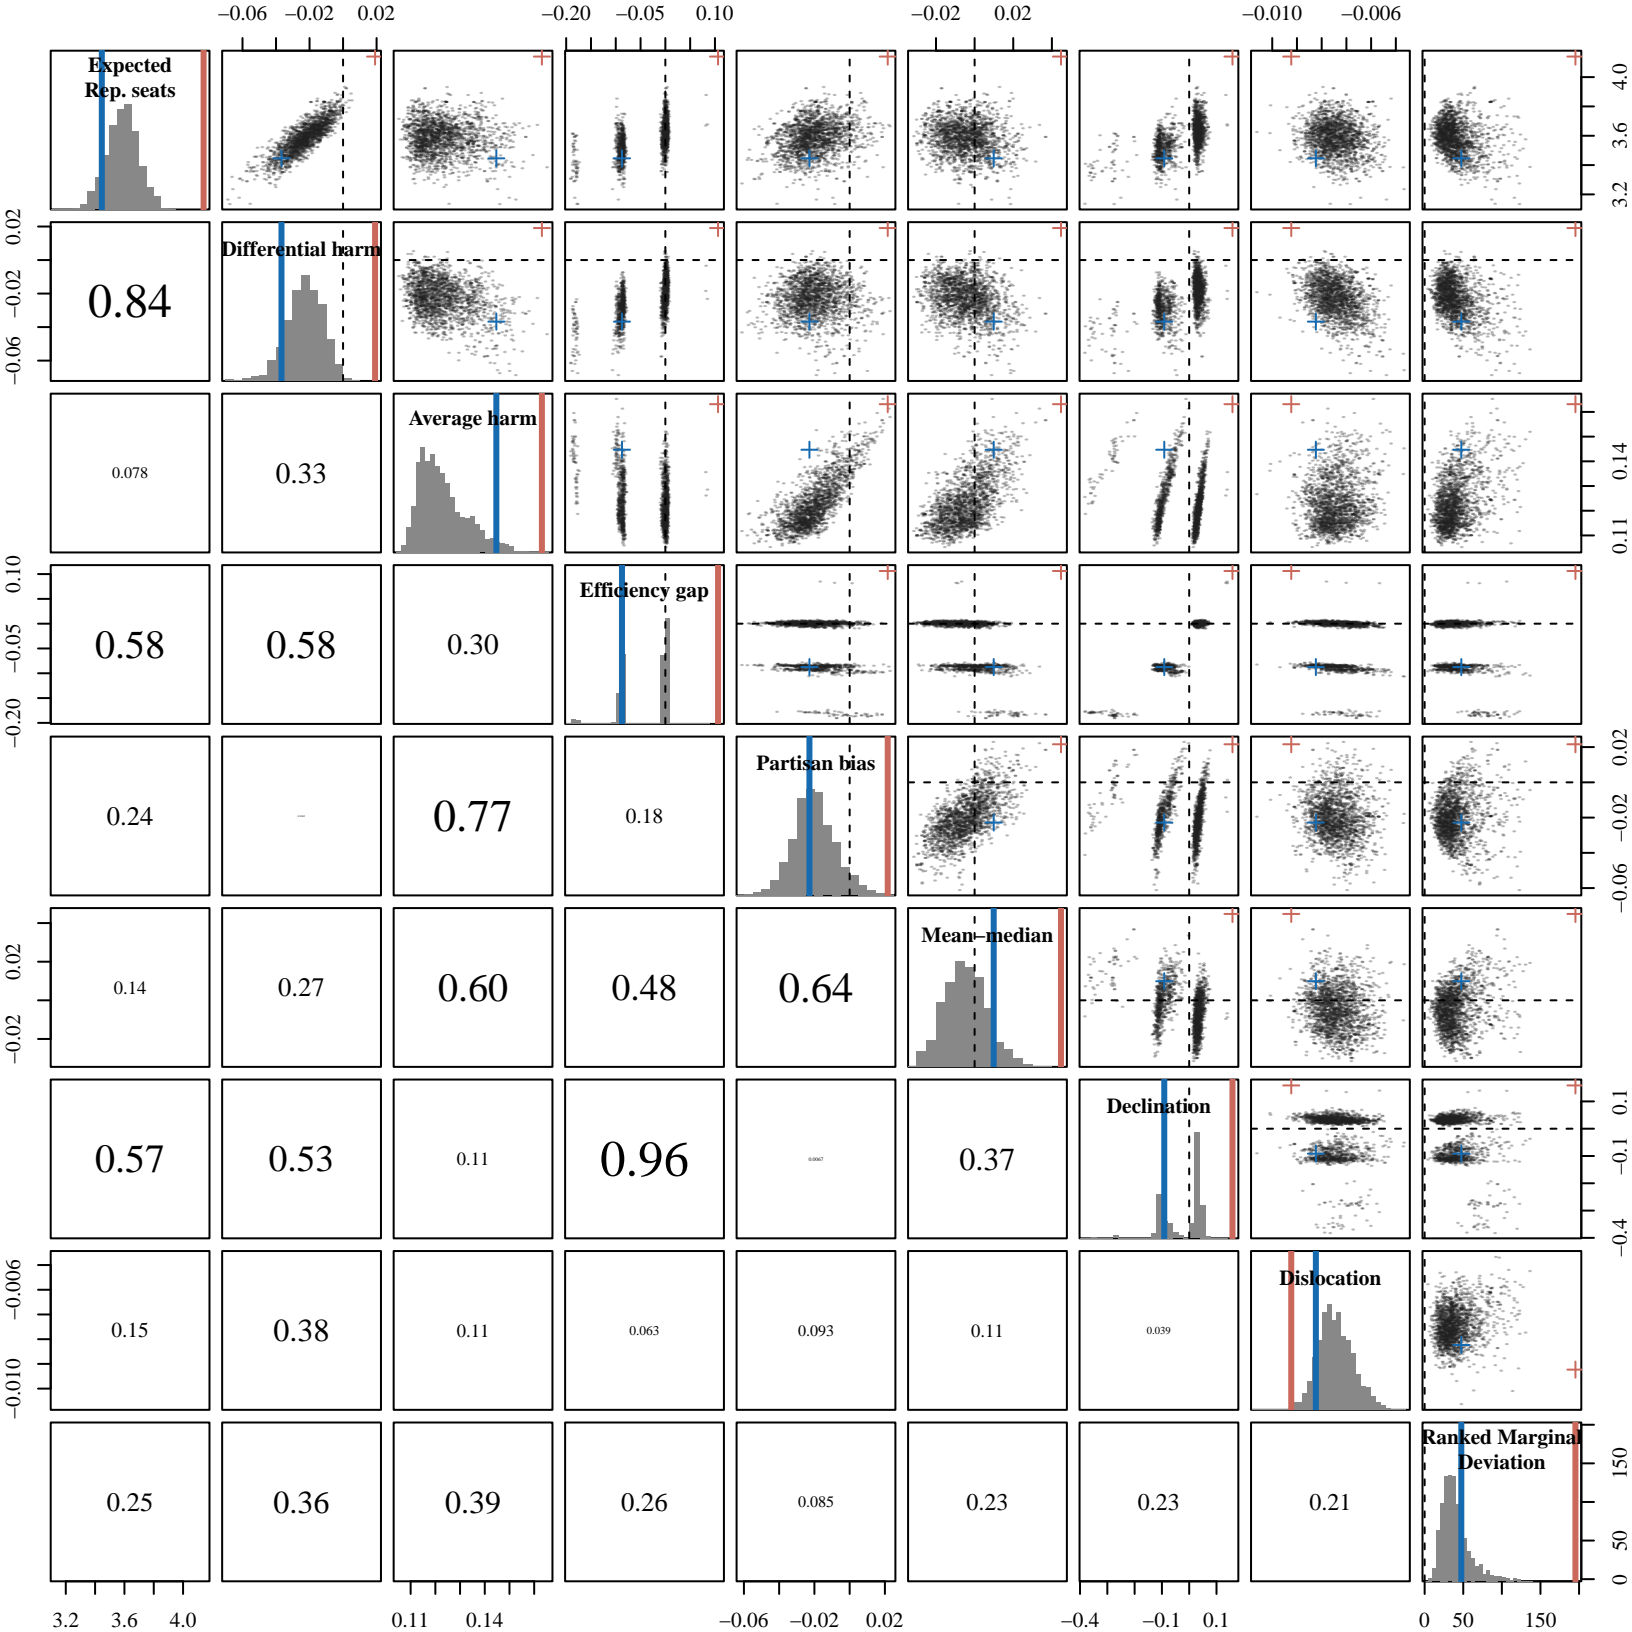 −0.06 −0.02 0.02 −0.20 −0.05 0.10 −0.02 0.02 −0.010 −0.006
Expected
Rep. seats
3.2 3.6 4.0
−0.06 −0.02 0.02
0.84
Differential harm
0.078
0.33
Average harm
0.11 0.14
−0.20 −0.05 0.10
0.58
0.58
0.30
Efficiency gap
0.24
–
0.77
0.18
Partisan bias
−0.06 −0.02 0.02
−0.02 0.02
0.14
0.27
0.60
0.48
0.64
Mean−median
0.57
0.53
0.11
0.96
0.0067
0.37
Declination
−0.4 −0.1 0.1
−0.010 −0.006
0.15
0.38
0.11
0.063
0.093
0.11
0.039
Dislocation
0.25
0.36
0.39
0.26
0.085
0.23
0.23
0.21
Ranked Marginal
Deviation
0 50 150
3.2 3.6 4.0 0.11 0.14 −0.06 −0.02 0.02 −0.4 −0.1 0.1 0 50 150